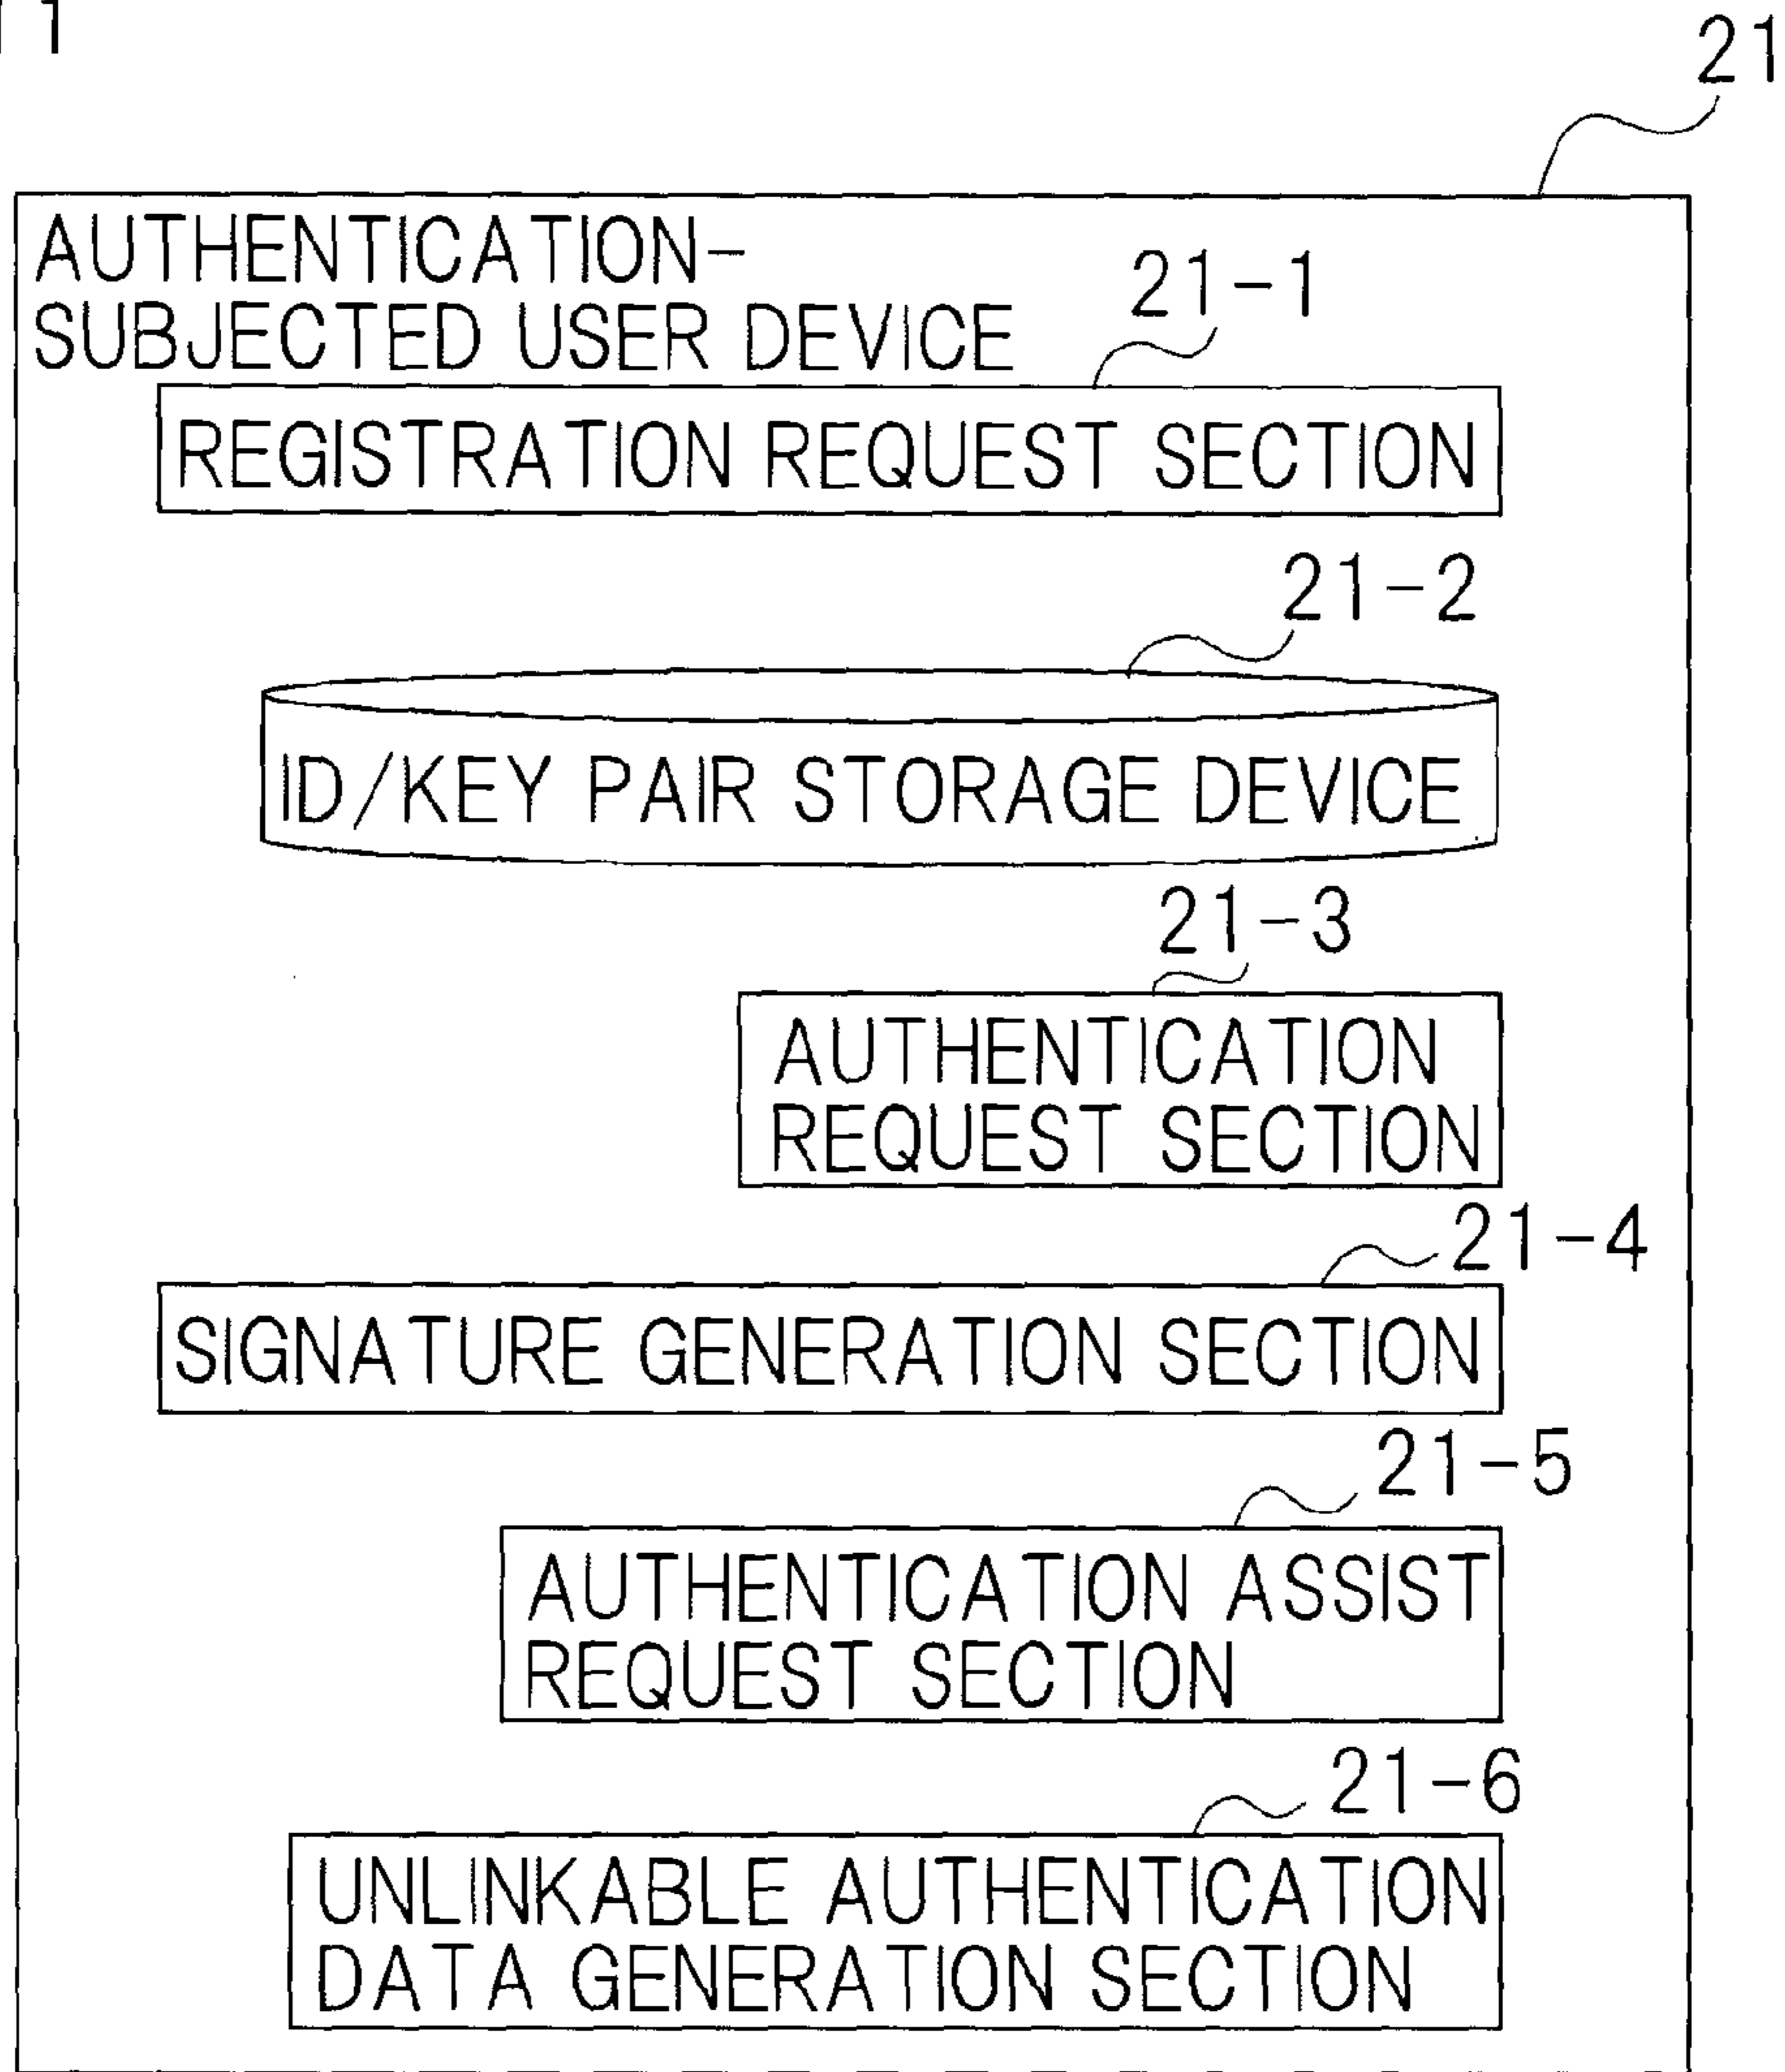 11
21
AUTHENTICATION-
SUBJECTED USER DEVICE
21-1
REGISTRATION REQUEST SECTION
21-2
ID/KEY PAIR STORAGE DEVICE
21-3
AUTHENTICATION
REQUEST SECTION
21-4
SIGNATURE GENERATION SECTION
21-5
AUTHENTICATION ASSIST
REQUEST SECTION
21-6
UNLINKABLE AUTHENTICATION
DATA GENERATION SECTION